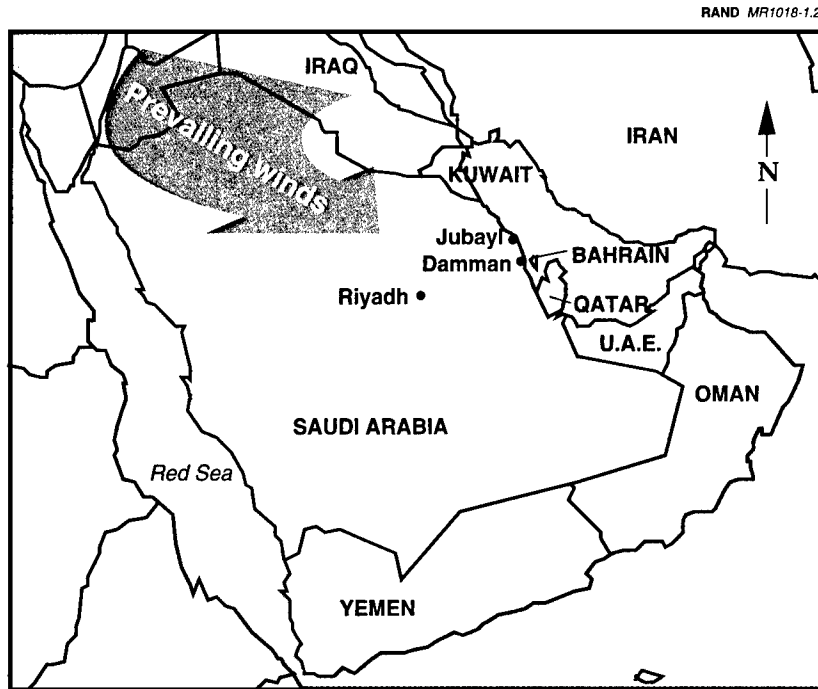 RAND MR1018-1.2
IRAQ
Prevailing winds
IRAN
N
KUWAIT
Jubayl
BAHRAIN
Damman
Riyadh
QATAR
U.A.E.
OMAN
SAUDI ARABIA
Red Sea
YEMEN